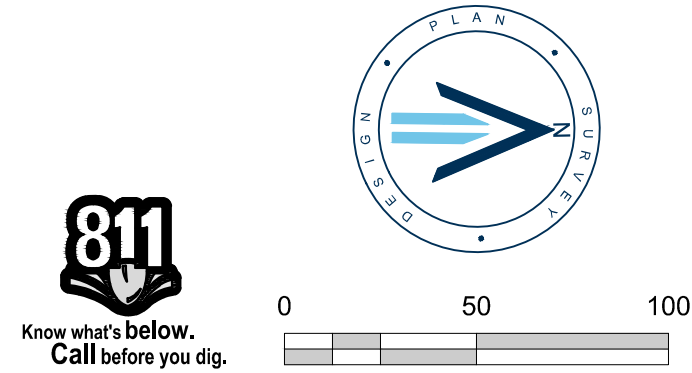 PLAN
SURVEY
DESIGN
N
811
Know what's below.
Call before you dig.
0 50 100